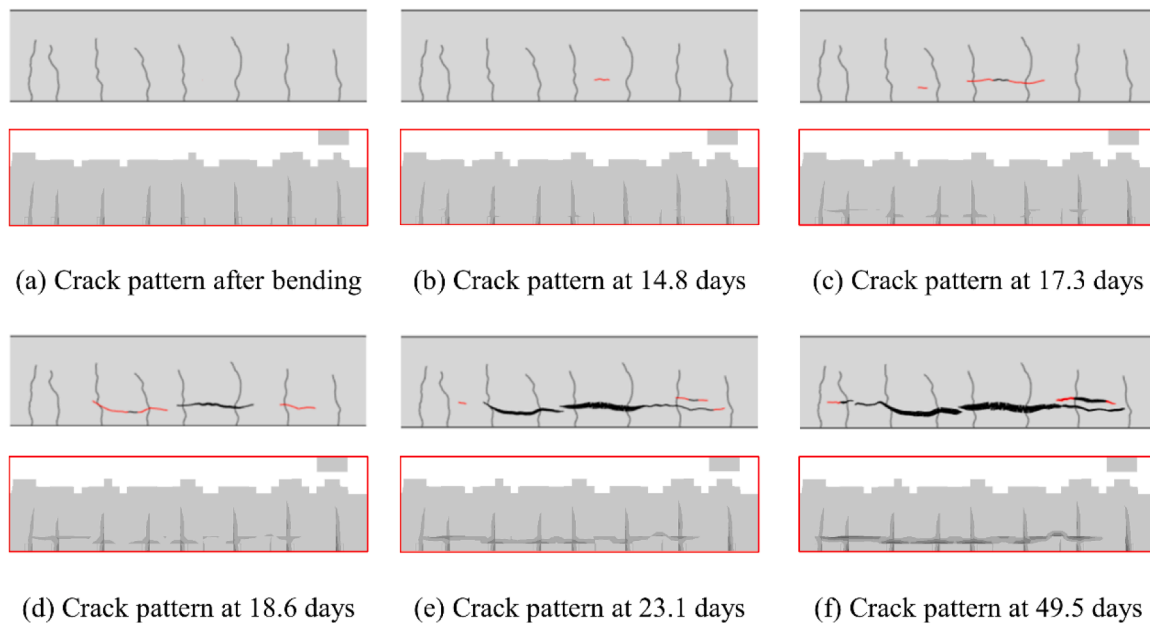 (a) Crack pattern after bending
(b) Crack pattern at 14.8 days
(c) Crack pattern at 17.3 days
(d) Crack pattern at 18.6 days
(e) Crack pattern at 23.1 days
(f) Crack pattern at 49.5 days